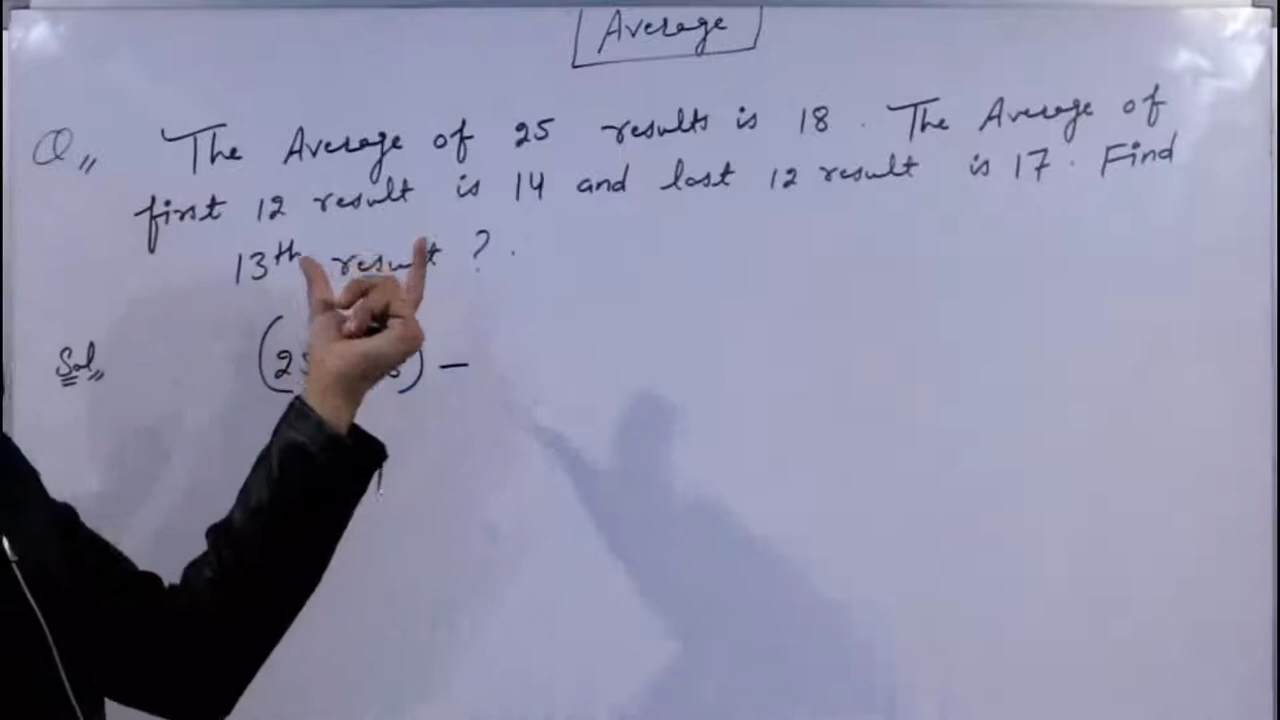 Average
Q,, The Average of 25 results is 18. The Average of
first 12 result is 14 and last 12 result is 17. Find
13th result ?.
Sol,, (2 ) –